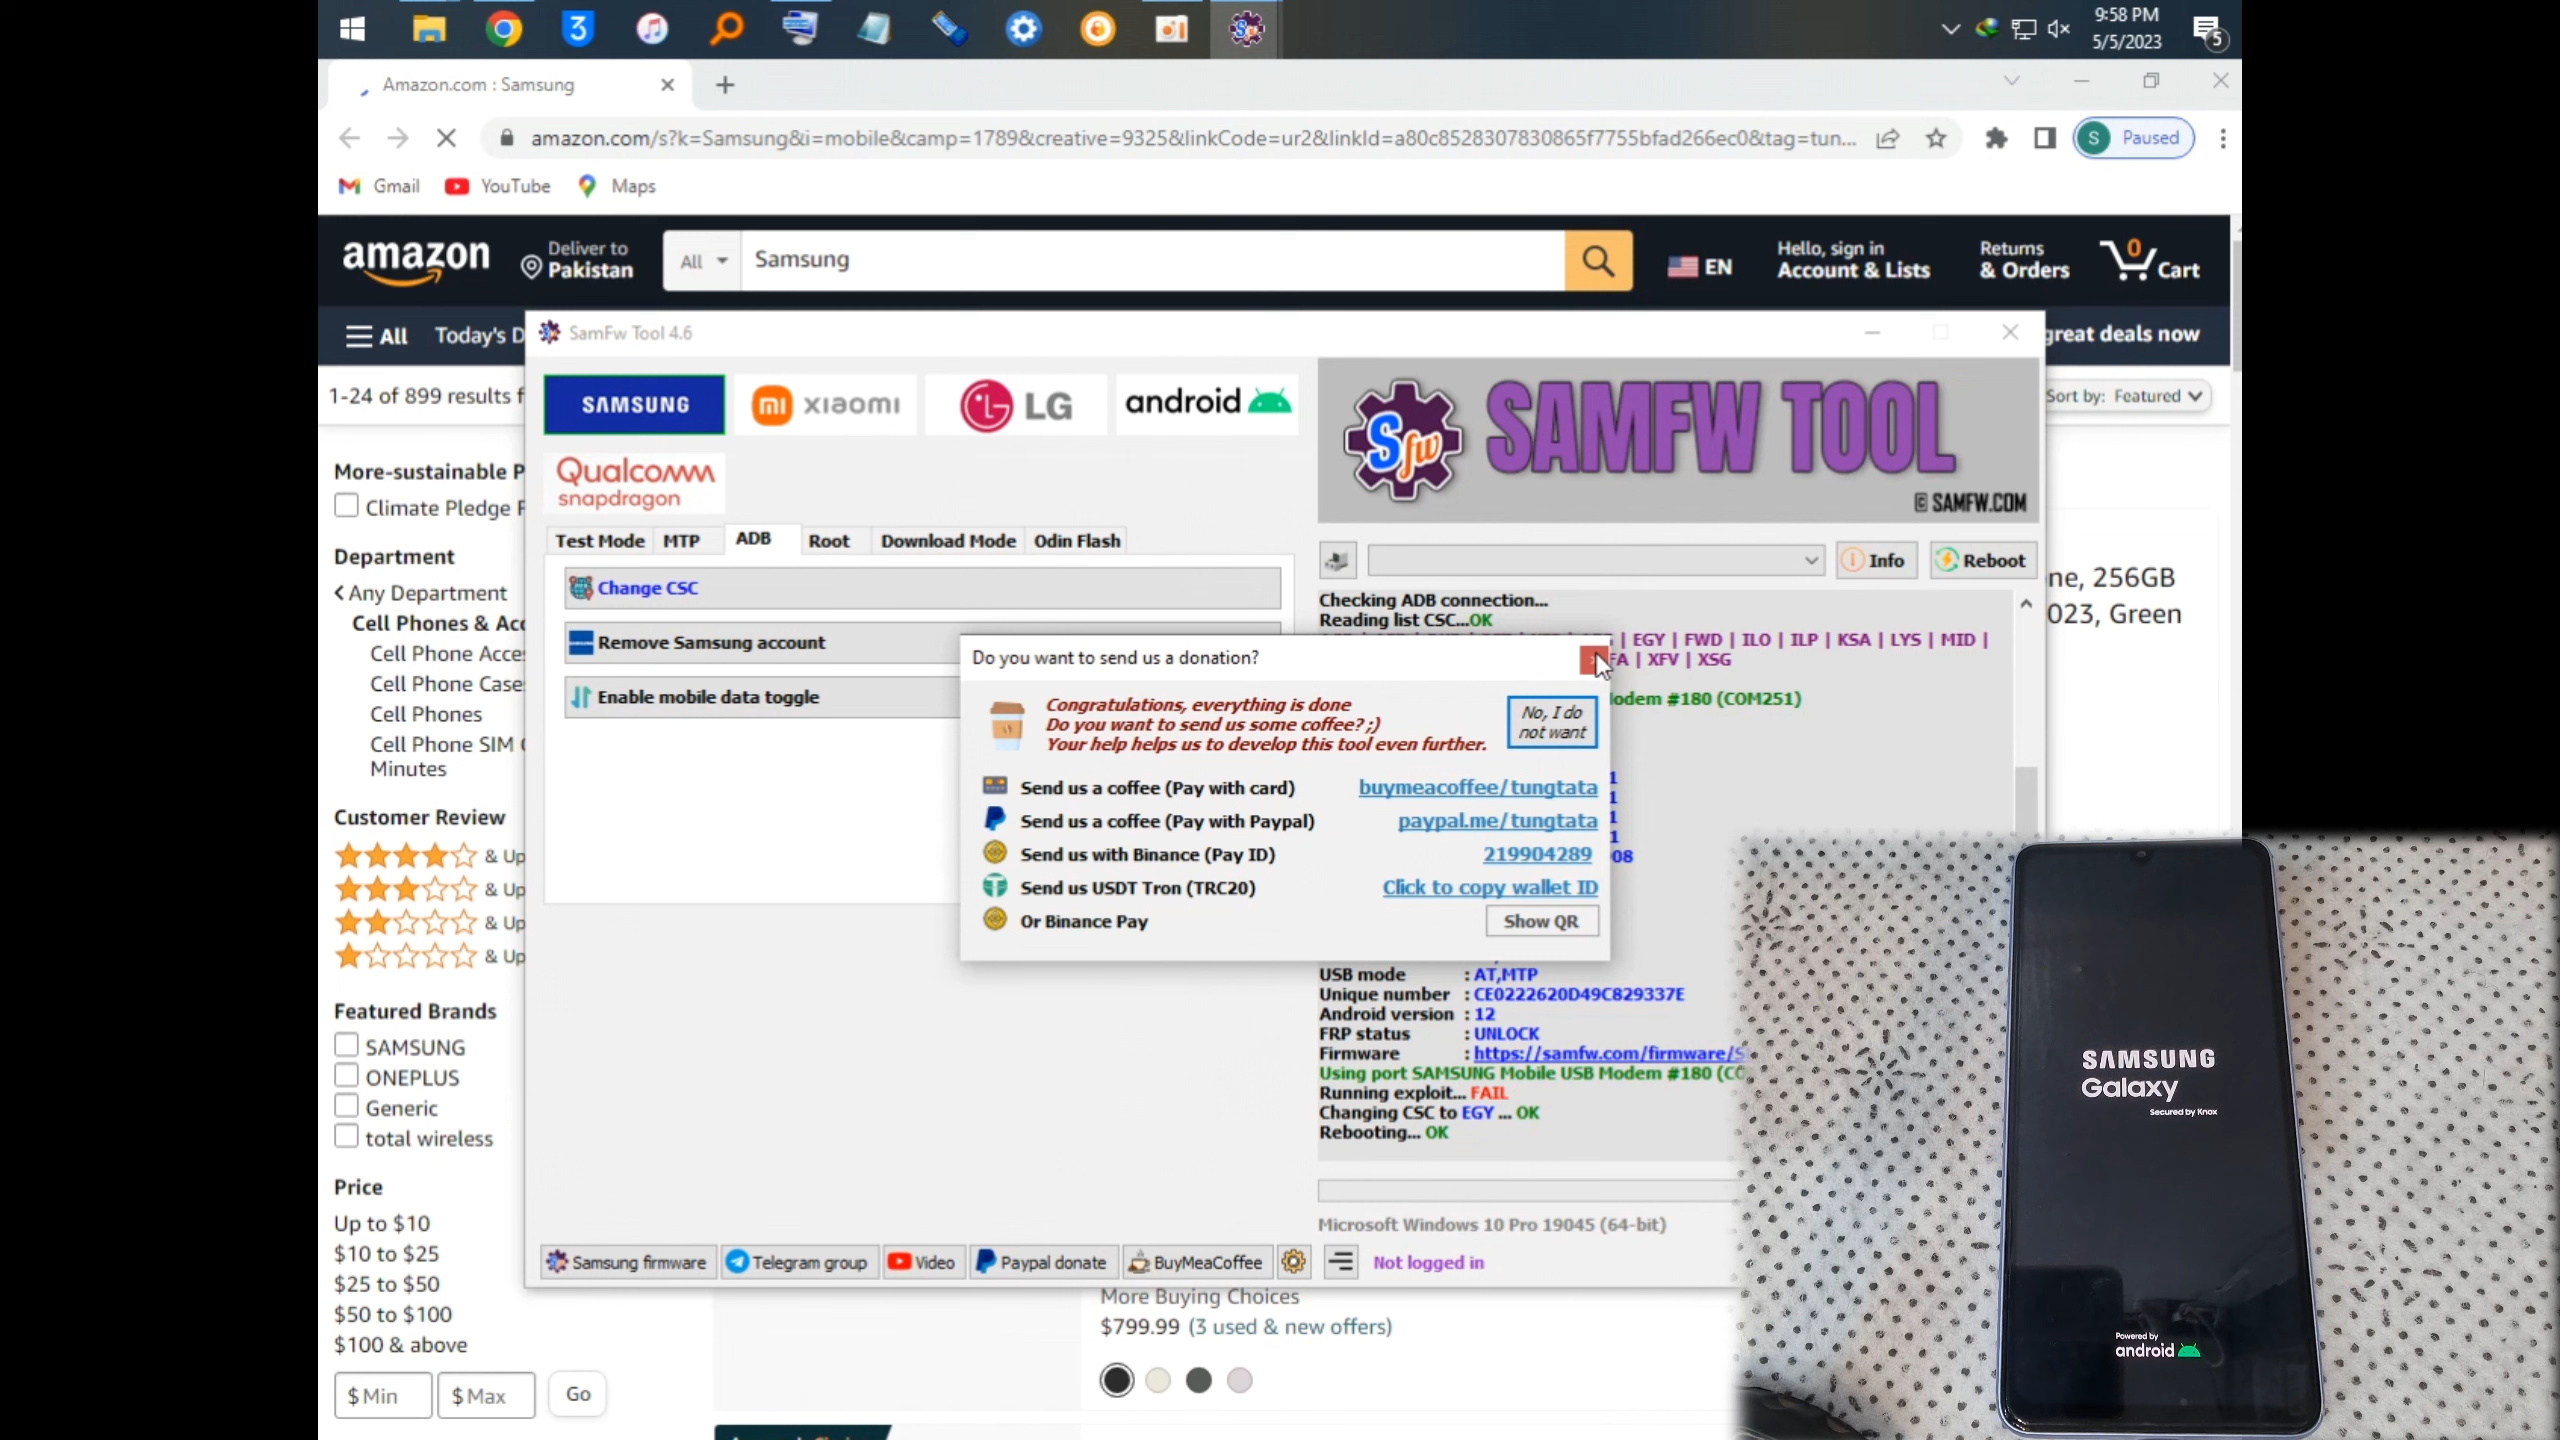 9:58 PM
5/5/2023
5
3
Amazon.com : Samsung
amazon.com/s?k=Samsung&i=mobile&camp=1789&creative=9325&linkCode=ur2&linkId=a80c8528307830865f7755bfad266ec0&tag=tun...
S Paused
Gmail YouTube Maps
amazon
Deliver to
Pakistan
All
Samsung
EN
Hello, sign in
Account & Lists
Returns
& Orders
0
Cart
All Today's D
great deals now
1-24 of 899 results f
Sort by: Featured
More-sustainable P
Climate Pledge F
Department
Any Department
Cell Phones & Acc
Cell Phone Acces
Cell Phone Cases
Cell Phones
Cell Phone SIM C
Minutes
Customer Review
& Up
& Up
& Up
& Up
Featured Brands
SAMSUNG
ONEPLUS
Generic
total wireless
Price
Up to $10
$10 to $25
$25 to $50
$50 to $100
$100 & above
$ Min
$ Max
Go
ne, 256GB
023, Green
SamFw Tool 4.6
SAMSUNG
mi xiaomi
LG
android
Qualcomm
snapdragon
Sfw
SAMFW TOOL
© SAMFW.COM
Test Mode MTP ADB Root Download Mode Odin Flash
Change CSC
Remove Samsung account
Enable mobile data toggle
Info
Reboot
Checking ADB connection...
Reading list CSC...OK
| EGY | FWD | ILO | ILP | KSA | LYS | MID |
FA | XFV | XSG
Modem #180 (COM251)
1
1
1
1
08
Do you want to send us a donation?
Congratulations, everything is done
Do you want to send us some coffee? ;)
Your help helps us to develop this tool even further.
No, I do
not want
Send us a coffee (Pay with card) buymeacoffee/tungtata
Send us a coffee (Pay with Paypal) paypal.me/tungtata
Send us with Binance (Pay ID) 219904289
Send us USDT Tron (TRC20) Click to copy wallet ID
Or Binance Pay Show QR
USB mode : AT,MTP
Unique number : CE0222620D49C829337E
Android version : 12
FRP status : UNLOCK
Firmware : https://samfw.com/firmware/S
Using port SAMSUNG Mobile USB Modem #180 (CO
Running exploit... FAIL
Changing CSC to EGY ... OK
Rebooting... OK
Microsoft Windows 10 Pro 19045 (64-bit)
Samsung firmware
Telegram group
Video
Paypal donate
BuyMeaCoffee
Not logged in
More Buying Choices
$799.99 (3 used & new offers)
SAMSUNG
Galaxy
Secured by Knox
Powered by
android